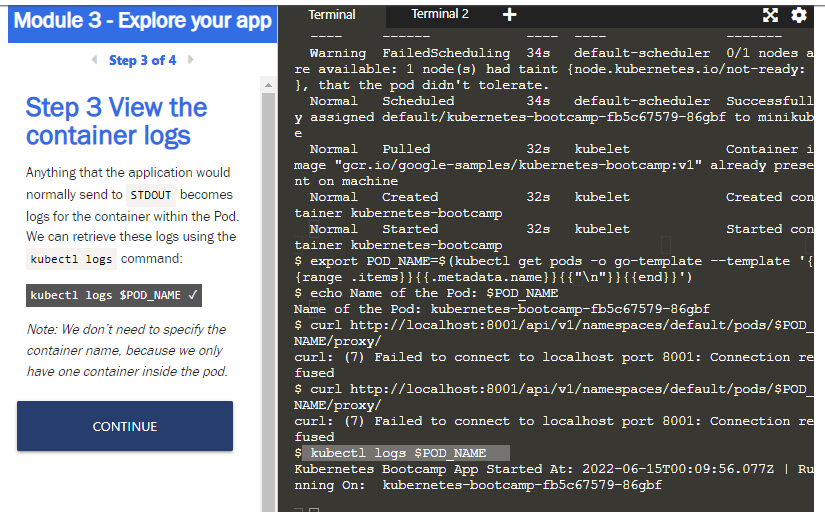 Module 3 - Explore your app
Step 3 of 4
Step 3 View the
container logs
Anything that the application would
normally send to STDOUT becomes
logs for the container within the Pod.
We can retrieve these logs using the
kubectl logs command:
kubectl logs $POD_NAME ✓
Note: We don't need to specify the
container name, because we only
have one container inside the pod.
CONTINUE
Terminal Terminal 2 +
---- ------ ---- ---- -------
Warning FailedScheduling 34s default-scheduler 0/1 nodes a
re available: 1 node(s) had taint {node.kubernetes.io/not-ready:
}, that the pod didn't tolerate.
Normal Scheduled 34s default-scheduler Successfull
y assigned default/kubernetes-bootcamp-fb5c67579-86gbf to minikub
e
Normal Pulled 32s kubelet Container i
mage "gcr.io/google-samples/kubernetes-bootcamp:v1" already prese
nt on machine
Normal Created 32s kubelet Created con
tainer kubernetes-bootcamp
Normal Started 32s kubelet Started con
tainer kubernetes-bootcamp
$ export POD_NAME=$(kubectl get pods -o go-template --template '{
{range .items}}{{.metadata.name}}{{"\n"}}{{end}}')
$ echo Name of the Pod: $POD_NAME
Name of the Pod: kubernetes-bootcamp-fb5c67579-86gbf
$ curl http://localhost:8001/api/v1/namespaces/default/pods/$POD_
NAME/proxy/
curl: (7) Failed to connect to localhost port 8001: Connection re
fused
$ curl http://localhost:8001/api/v1/namespaces/default/pods/$POD_
NAME/proxy/
curl: (7) Failed to connect to localhost port 8001: Connection re
fused
$ kubectl logs $POD_NAME
Kubernetes Bootcamp App Started At: 2022-06-15T00:09:56.077Z | Ru
nning On: kubernetes-bootcamp-fb5c67579-86gbf